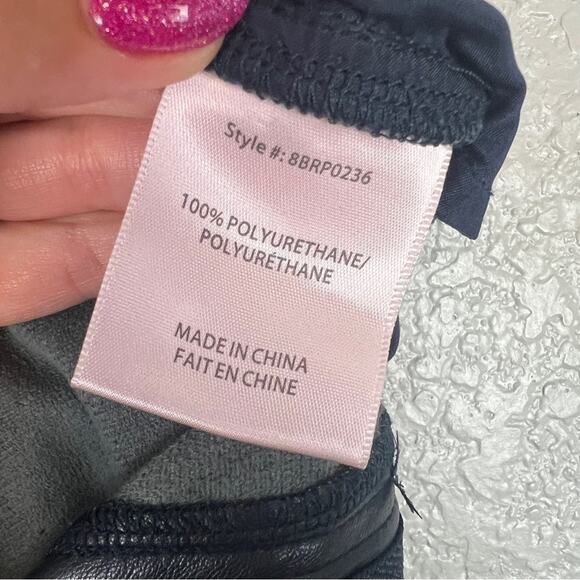 Style #: 8BRP0236
100% POLYURETHANE/
POLYURÉTHANE
MADE IN CHINA
FAIT EN CHINE